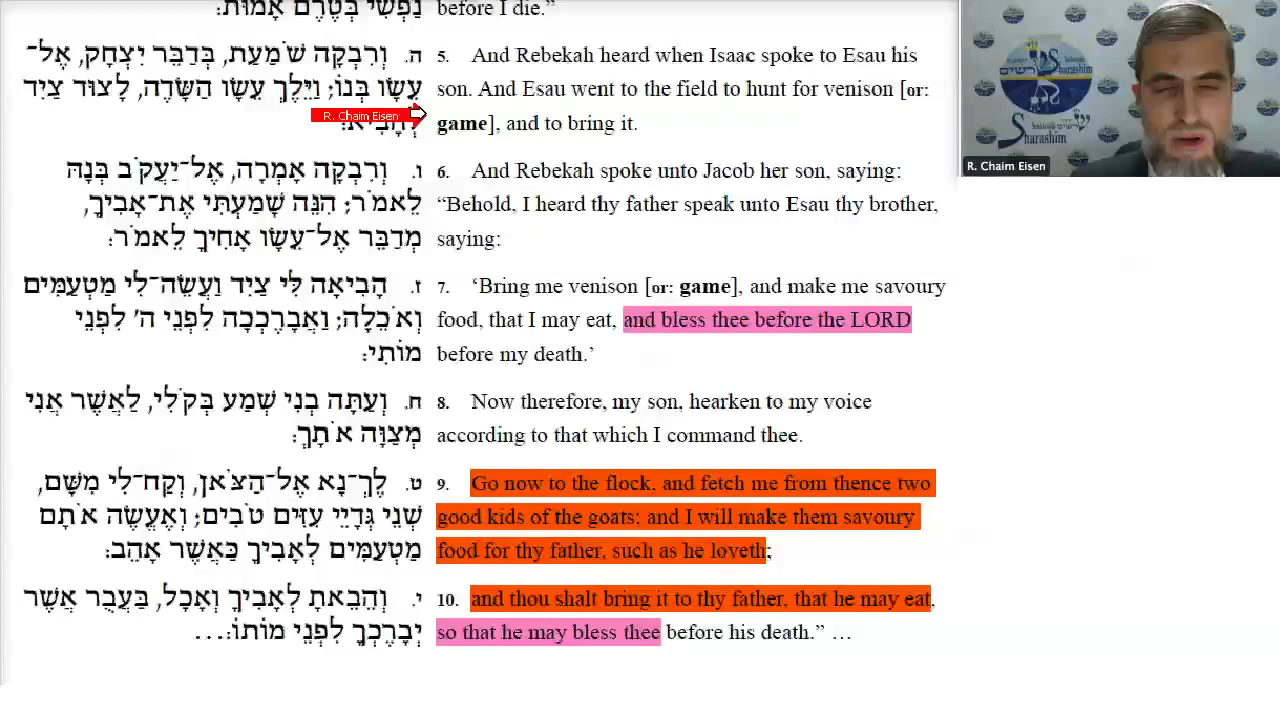 נַפְשִׁי בְּטֶרֶם אָמוּת:
before I die.”
ה. וְרִבְקָה שֹׁמַעַת, בְּדַבֵּר יִצְחָק, אֶל־
עֵשָׂו בְּנוֹ; וַיֵּלֶךְ עֵשָׂו הַשָּׂדֶה, לָצוּד צַיִד
לְהָבִיא:
5. And Rebekah heard when Isaac spoke to Esau his
son. And Esau went to the field to hunt for venison [or:
game], and to bring it.
R. Chaim Eisen
ו. וְרִבְקָה אָמְרָה, אֶל־יַעֲקֹב בְּנָהּ
לֵאמֹר; הִנֵּה שָׁמַעְתִּי אֶת־אָבִיךָ,
מְדַבֵּר אֶל־עֵשָׂו אָחִיךָ לֵאמֹר:
6. And Rebekah spoke unto Jacob her son, saying:
“Behold, I heard thy father speak unto Esau thy brother,
saying:
ז. הָבִיאָה לִּי צַיִד וַעֲשֵׂה־לִי מַטְעַמִּים
וְאֹכֵלָה; וַאֲבָרֶכְכָה לִפְנֵי ה׳ לִפְנֵי
מוֹתִי:
7. ‘Bring me venison [or: game], and make me savoury
food, that I may eat, and bless thee before the LORD
before my death.’
ח. וְעַתָּה בְנִי שְׁמַע בְּקֹלִי, לַאֲשֶׁר אֲנִי
מְצַוָּה אֹתָךְ:
8. Now therefore, my son, hearken to my voice
according to that which I command thee.
ט. לֶךְ־נָא אֶל־הַצֹּאן, וְקַח־לִי מִשָּׁם,
שְׁנֵי גְּדָיֵי עִזִּים טֹבִים; וְאֶעֱשֶׂה אֹתָם
מַטְעַמִּים לְאָבִיךָ כַּאֲשֶׁר אָהֵב:
9. Go now to the flock, and fetch me from thence two
good kids of the goats; and I will make them savoury
food for thy father, such as he loveth;
י. וְהֵבֵאתָ לְאָבִיךָ וְאָכָל, בַּעֲבֻר אֲשֶׁר
יְבָרֶכְךָ לִפְנֵי מוֹתוֹ:…
10. and thou shalt bring it to thy father, that he may eat,
so that he may bless thee before his death.” …
שרשים
Sharashim
R. Chaim Eisen